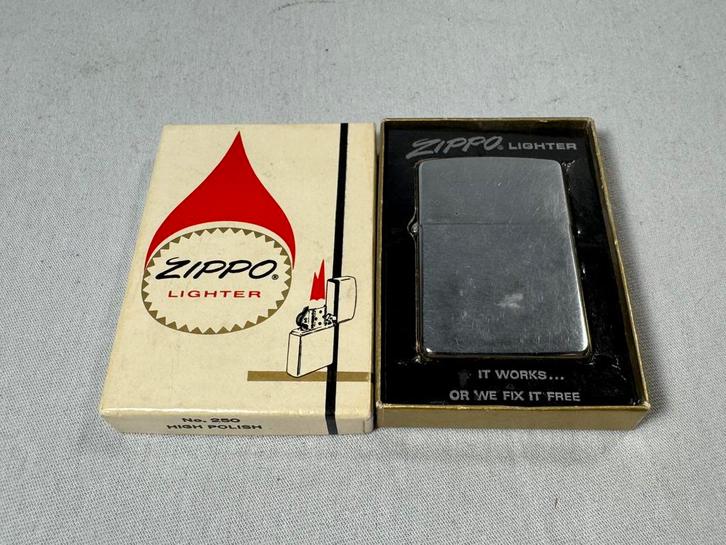 ZIPPO®
LIGHTER
No. 250
HIGH POLISH
ZIPPO® LIGHTER
IT WORKS...
OR WE FIX IT FREE